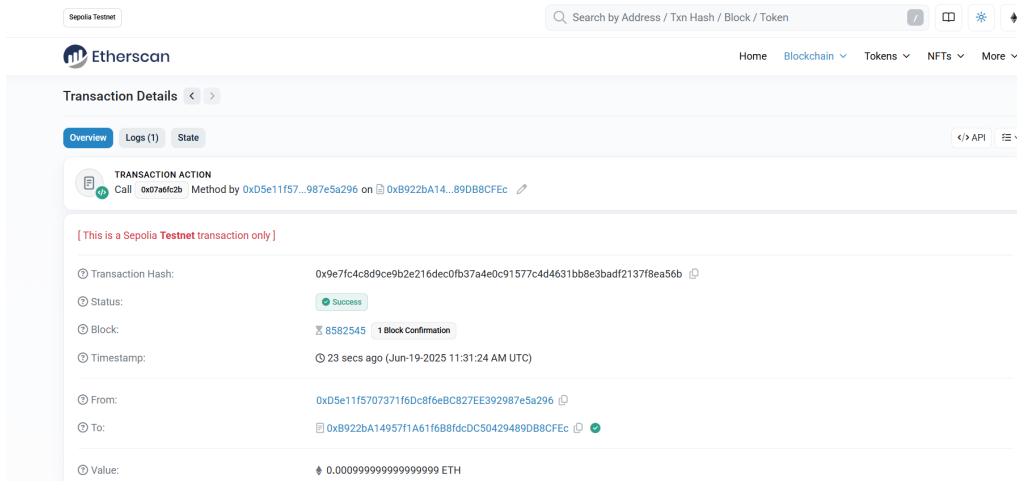 Sepolia Testnet
Search by Address / Txn Hash / Block / Token /
Etherscan
Home Blockchain Tokens NFTs More
Transaction Details
Overview Logs (1) State
</> API
TRANSACTION ACTION
Call 0x07a6fc2b Method by 0xD5e11f57...987e5a296 on 0xB922bA14...89DB8CFEc
[ This is a Sepolia Testnet transaction only ]
Transaction Hash: 0x9e7fc4c8d9ce9b2e216dec0fb37a4e0c91577c4d4631bb8e3badf2137f8ea56b
Status: Success
Block: 8582545 1 Block Confirmation
Timestamp: 23 secs ago (Jun-19-2025 11:31:24 AM UTC)
From: 0xD5e11f5707371f6Dc8f6eBC827EE392987e5a296
To: 0xB922bA14957f1A61f6B8fdcDC50429489DB8CFEc
Value: 0.000999999999999999 ETH